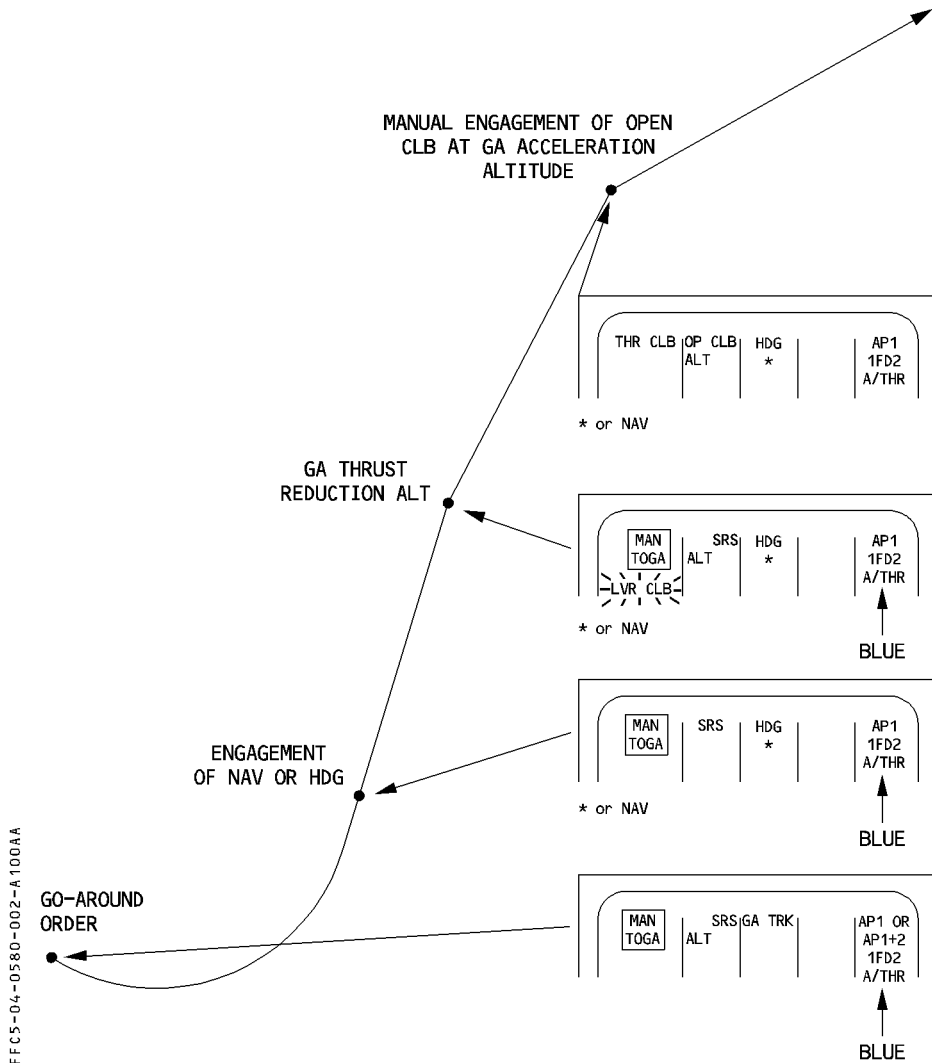 MANUAL ENGAGEMENT OF OPEN
CLB AT GA ACCELERATION
ALTITUDE
THR CLB OP CLB HDG AP1
ALT * 1FD2
A/THR
* or NAV
GA THRUST
REDUCTION ALT
MAN SRS HDG AP1
TOGA ALT * 1FD2
LVR CLB A/THR
* or NAV
BLUE
ENGAGEMENT
OF NAV OR HDG
MAN SRS HDG AP1
TOGA * 1FD2
A/THR
* or NAV
BLUE
GO-AROUND
ORDER
MAN SRS GA TRK AP1 OR
TOGA ALT AP1+2
1FD2
A/THR
BLUE
FFC5-04-0580-002-A100AA